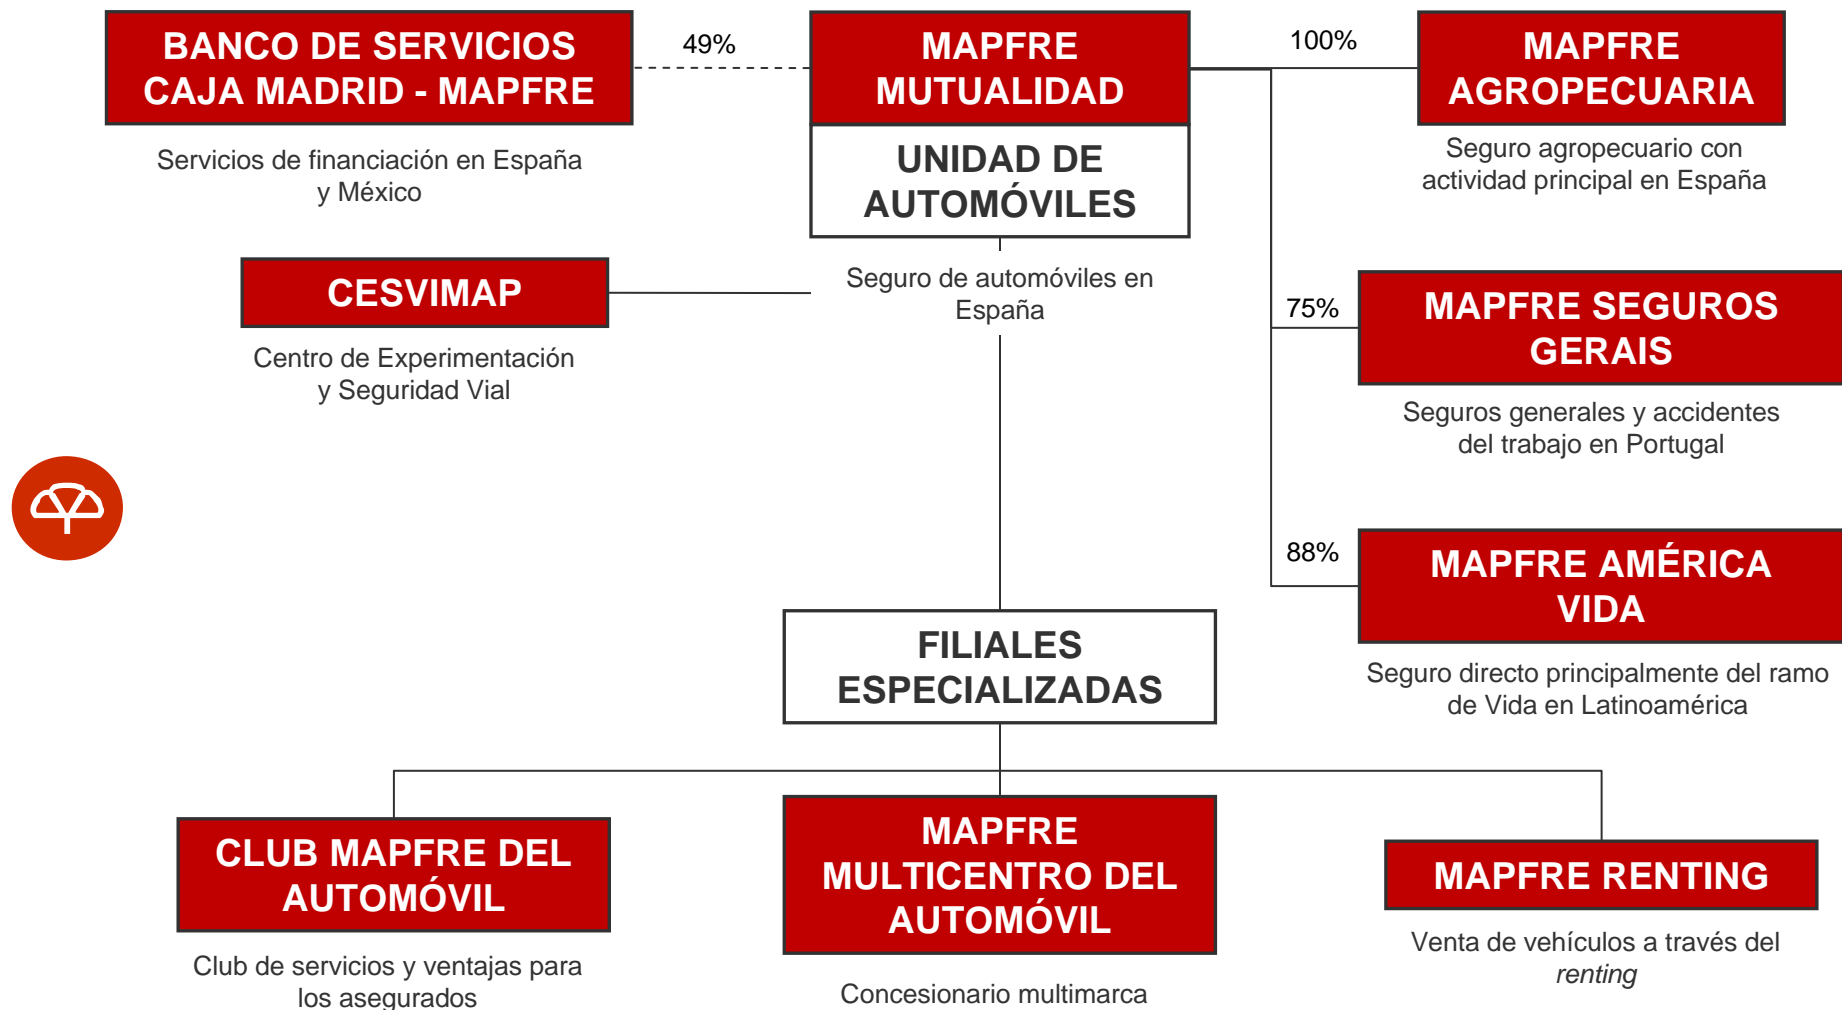 BANCO DE SERVICIOS
CAJA MADRID - MAPFRE
49%
MAPFRE
MUTUALIDAD
100%
MAPFRE
AGROPECUARIA
Servicios de financiación en España
y México
UNIDAD DE
AUTOMÓVILES
Seguro agropecuario con
actividad principal en España
CESVIMAP
Seguro de automóviles en
España
75%
MAPFRE SEGUROS
GERAIS
Centro de Experimentación
y Seguridad Vial
Seguros generales y accidentes
del trabajo en Portugal
88%
MAPFRE AMÉRICA
VIDA
Seguro directo principalmente del ramo
de Vida en Latinoamérica
FILIALES
ESPECIALIZADAS
CLUB MAPFRE DEL
AUTOMÓVIL
Club de servicios y ventajas para
los asegurados
MAPFRE
MULTICENTRO DEL
AUTOMÓVIL
Concesionario multimarca
MAPFRE RENTING
Venta de vehículos a través del
renting